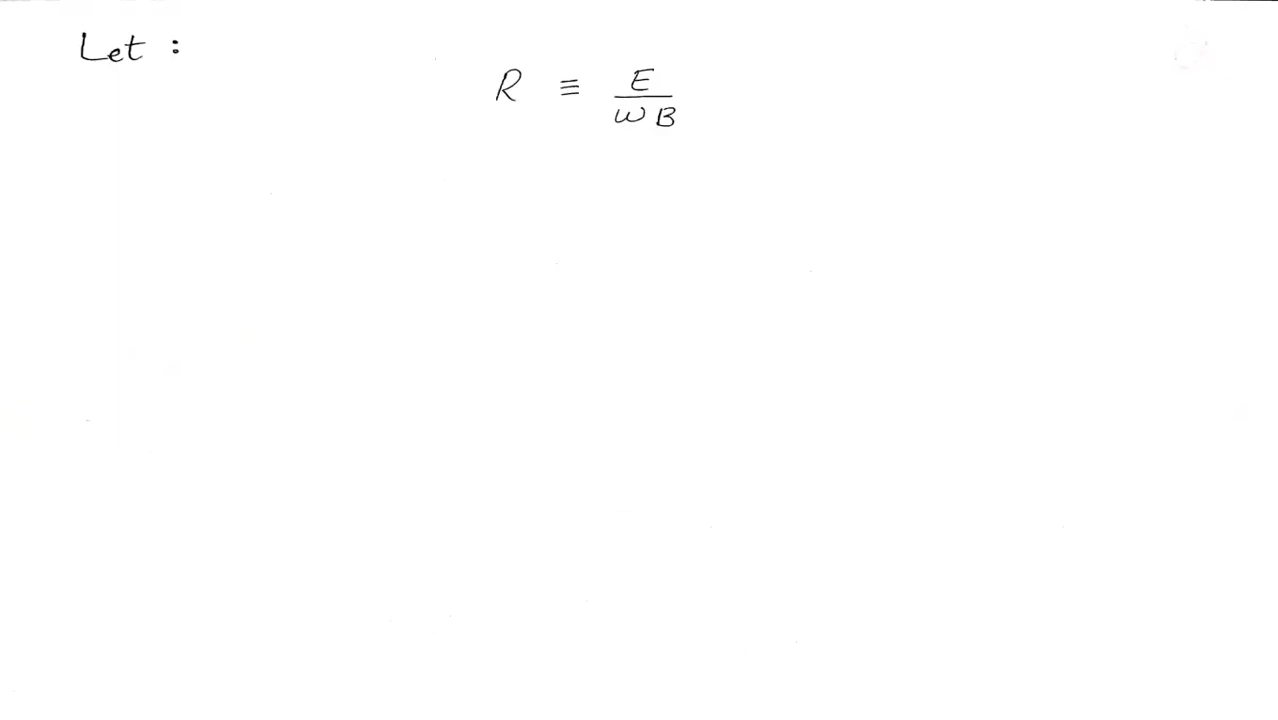 Let :
R ≡ E / ωB